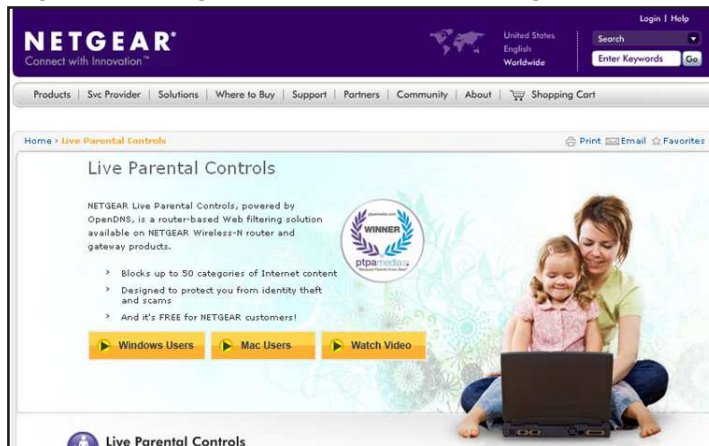 Login | Help
NETGEAR®
Connect with Innovation™
United States
English
Worldwide
Search
Enter Keywords Go
Products | Svc Provider | Solutions | Where to Buy | Support | Partners | Community | About | Shopping Cart
Home > Live Parental Controls
Print Email Favorites
Live Parental Controls
NETGEAR Live Parental Controls, powered by
OpenDNS, is a router-based Web filtering solution
available on NETGEAR Wireless-N router and
gateway products.
> Blocks up to 50 categories of Internet content
> Designed to protect you from identity theft
and scams
> And it's FREE for NETGEAR customers!
WINNER
ptpamedia
Windows Users
Mac Users
Watch Video
Live Parental Controls